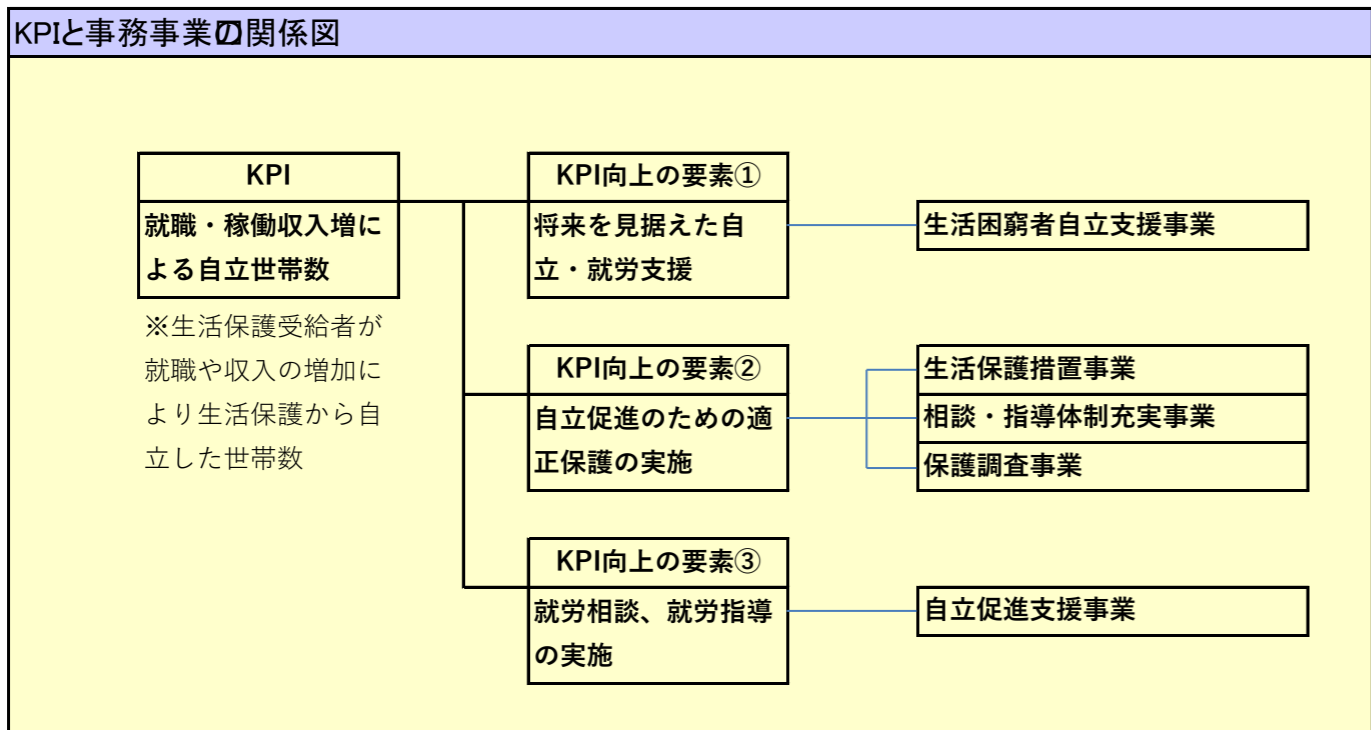 KPIと事務事業の関係図
KPI
就職・稼働収入増に
よる自立世帯数
※生活保護受給者が
就職や収入の増加に
より生活保護から自
立した世帯数
KPI向上の要素①
将来を見据えた自
立・就労支援
生活困窮者自立支援事業
KPI向上の要素②
自立促進のための適
正保護の実施
生活保護措置事業
相談・指導体制充実事業
保護調査事業
KPI向上の要素③
就労相談、就労指導
の実施
自立促進支援事業